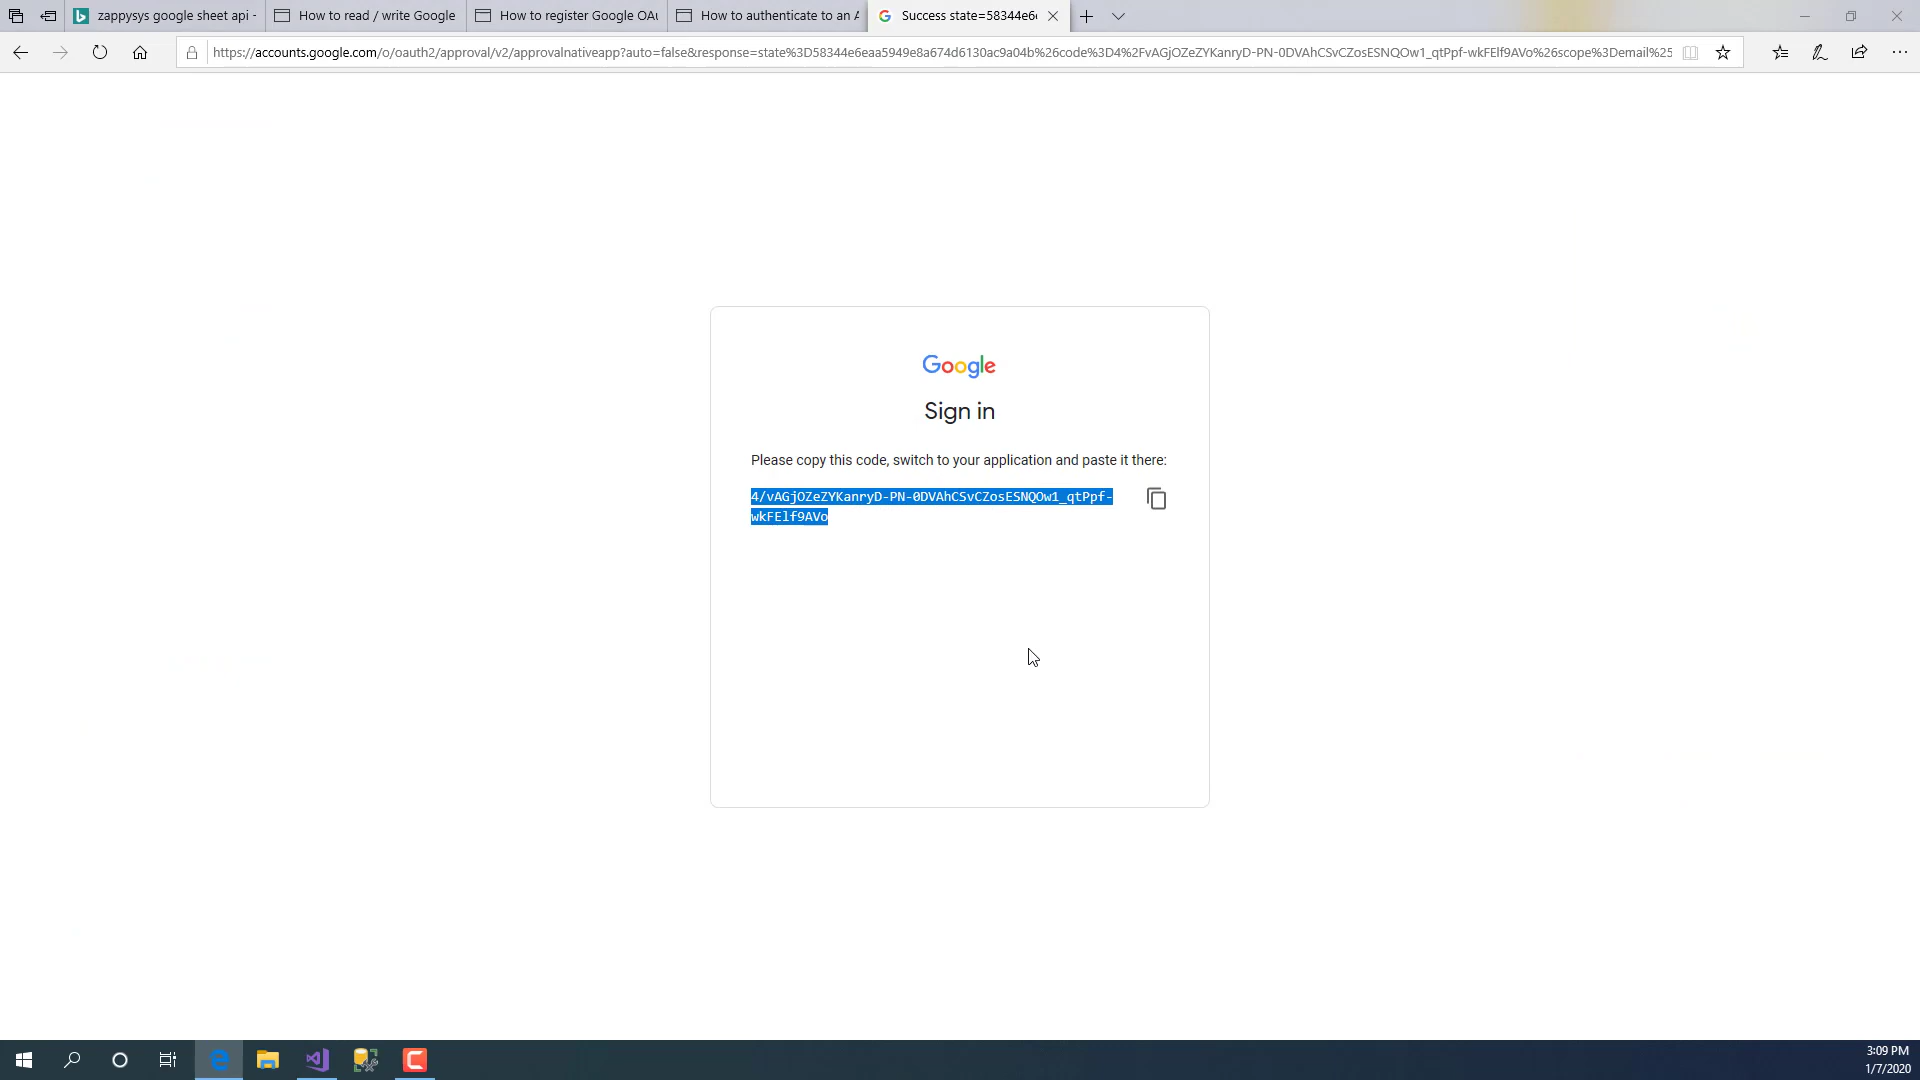 zappysys google sheet api -
How to read / write Google
How to register Google OAu
How to authenticate to an A
Success state=58344e6e
https://accounts.google.com/o/oauth2/approval/v2/approvalnativeapp?auto=false&response=state%3D58344e6eaa5949e8a674d6130ac9a04b%26code%3D4%2FvAGjOZeZYKanryD-PN-0DVAhCSvCZosESNQOw1_qtPpf-wkFElf9AVo%26scope%3Demail%25
Google
Sign in
Please copy this code, switch to your application and paste it there:
4/vAGjOZeZYKanryD-PN-0DVAhCSvCZosESNQOw1_qtPpf-
wkFElf9AVo
3:09 PM
1/7/2020